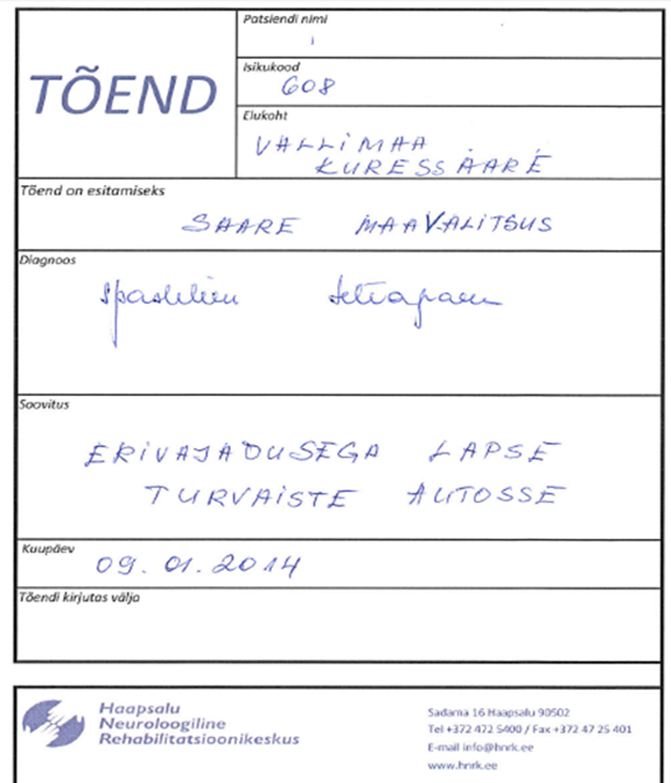 TÕEND
Patsiendi nimi
Isikukood
608
Elukoht
VALLIMAA
KURESSAARE
Tõend on esitamiseks
SAARE MAAVALITSUS
Diagnoos
Soovitus
ERIVAJADUSEGA LAPSE
TURVAISTE AUTOSSE
Kuupäev
09.01.2014
Tõendi kirjutas välja
Haapsalu
Neuroloogiline
Rehabilitatsioonikeskus
Sadama 16 Haapsalu 90502
Tel +372 472 5400 / Fax +372 47 25 401
E-mail info@hnrk.ee
www.hnrk.ee